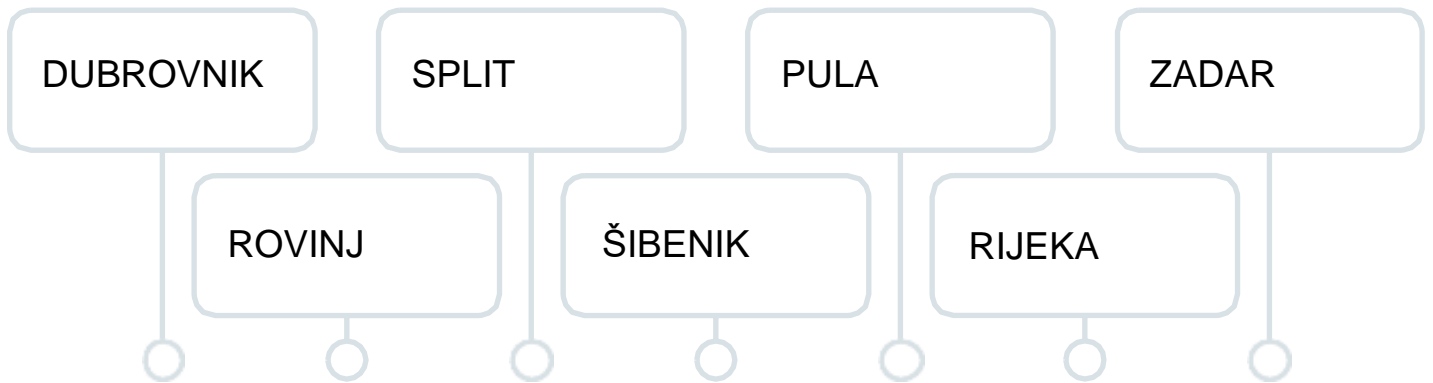 DUBROVNIK
SPLIT
PULA
ZADAR
ROVINJ
ŠIBENIK
RIJEKA